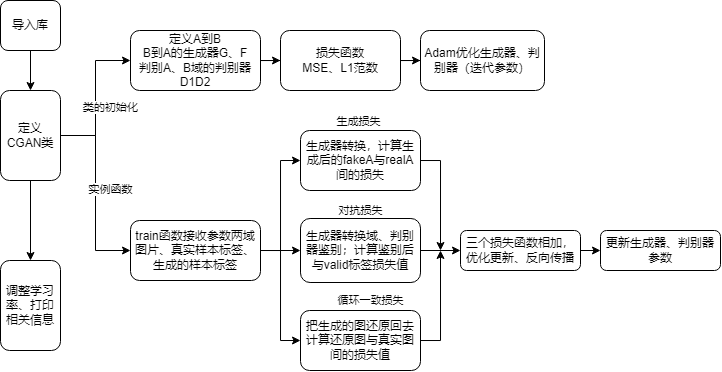 导入库
定义
CGAN类
调整学习
率、打印
相关信息
类的初始化
定义A到B
B到A的生成器G、F
判别A、B域的判别器
D1D2
损失函数
MSE、L1范数
Adam优化生成器、判
别器（迭代参数）
实例函数
train函数接收参数两域
图片、真实样本标签、
生成的样本标签
生成损失
生成器转换，计算生
成后的fakeA与realA
间的损失
对抗损失
生成器转换域、判别
器鉴别；计算鉴别后
与valid标签损失值
循环一致损失
把生成的图还原回去
计算还原图与真实图
间的损失值
三个损失函数相加，
优化更新、反向传播
更新生成器、判别器
参数